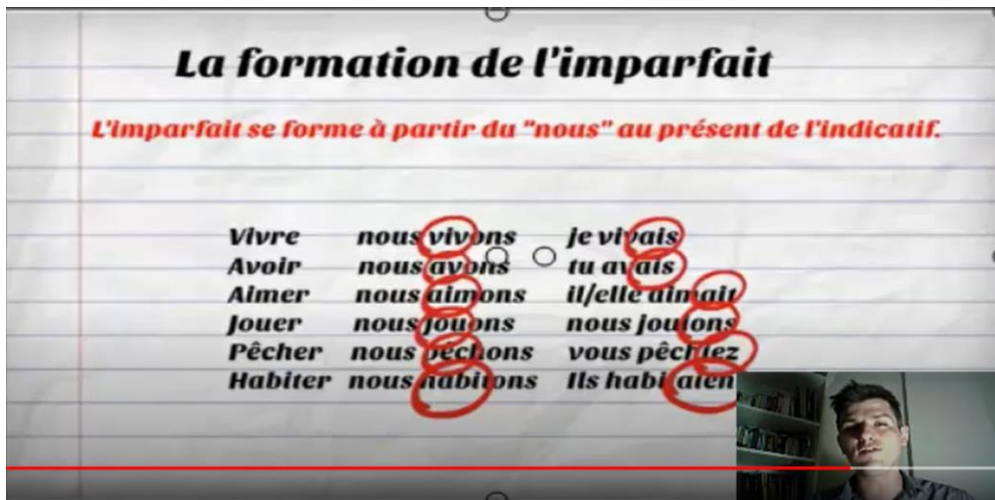 La formation de l'imparfait
L'imparfait se forme à partir du "nous" au présent de l'indicatif.
Vivre nous vivons je vivais
Avoir nous avons tu avais
Aimer nous aimons il/elle aimait
Jouer nous jouons nous jouions
Pêcher nous pêchons vous pêchiez
Habiter nous habitons Ils